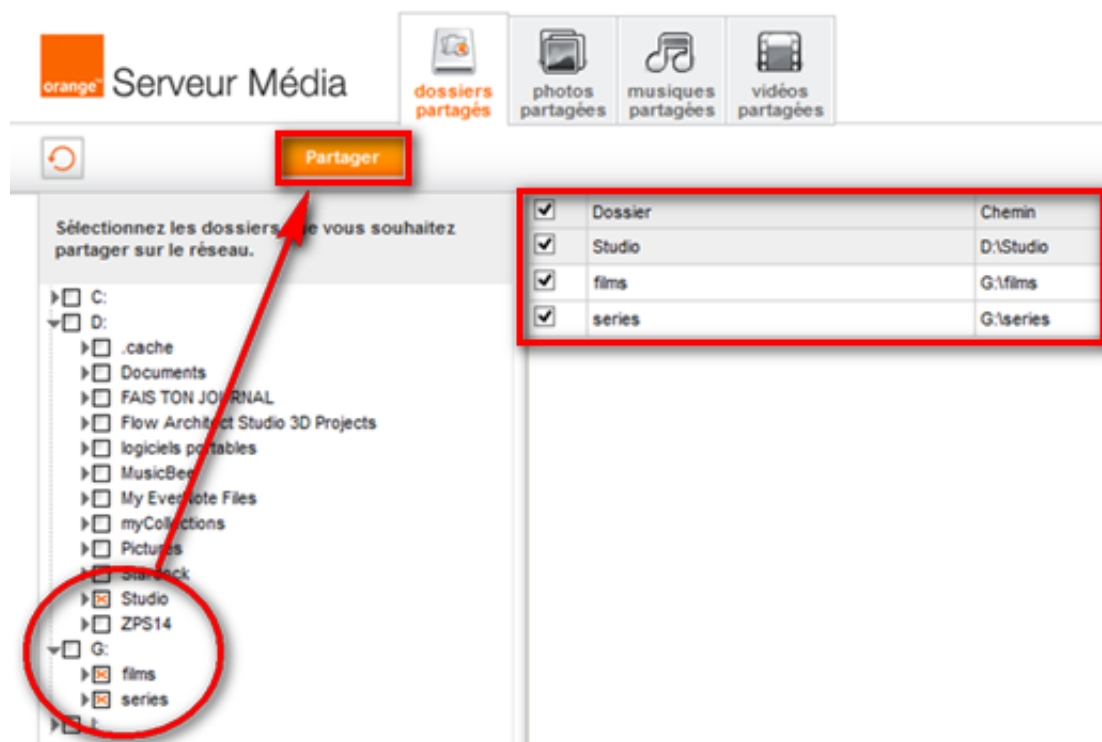 orange™ Serveur Média
dossiers partagés
photos partagées
musiques partagées
vidéos partagées
Partager
Sélectionnez les dossiers que vous souhaitez
partager sur le réseau.
C:
D:
.cache
Documents
FAIS TON JOURNAL
Flow Architect Studio 3D Projects
logiciels portables
MusicBee
My EverNote Files
myCollections
Pictures
Stardock
Studio
ZPS14
G:
films
series
I:
Dossier Chemin
Studio D:\Studio
films G:\films
series G:\series